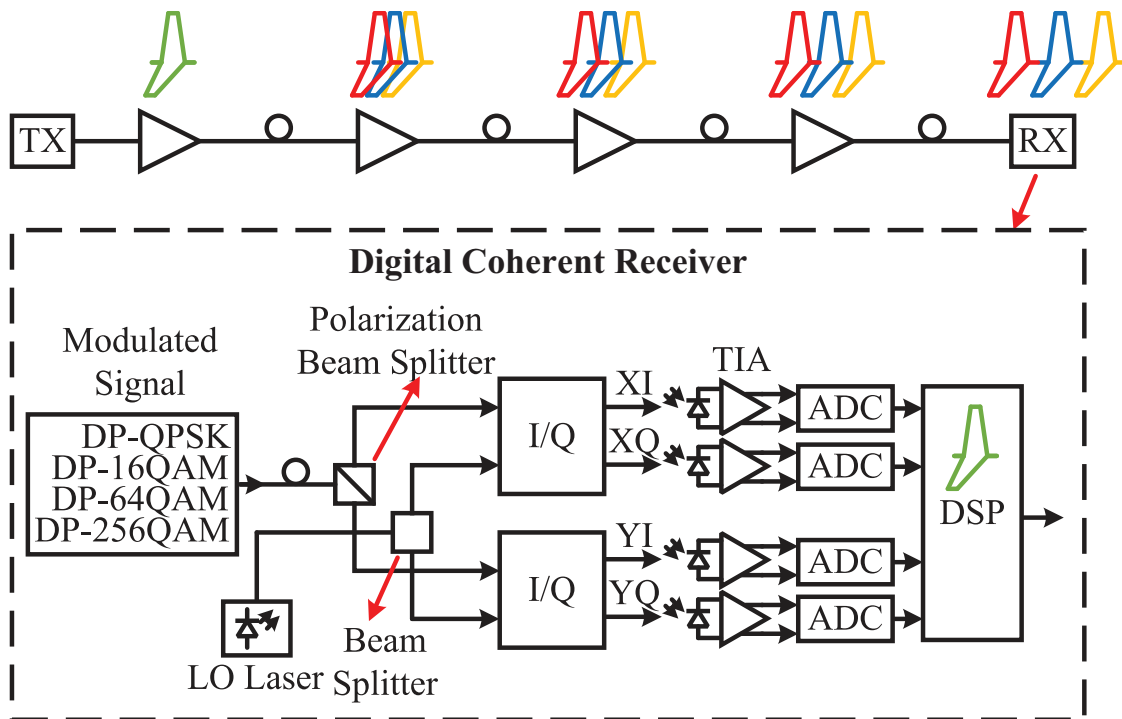 TX
RX
Digital Coherent Receiver
Modulated
Signal
DP-QPSK
DP-16QAM
DP-64QAM
DP-256QAM
Polarization
Beam Splitter
LO Laser
Beam
Splitter
I/Q
I/Q
XI
XQ
YI
YQ
TIA
ADC
ADC
ADC
ADC
DSP